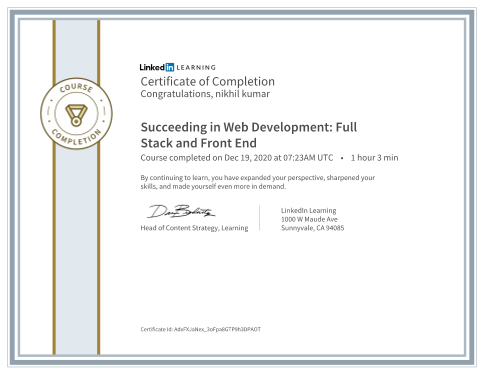 LinkedIn LEARNING
Certificate of Completion
Congratulations, nikhil kumar
COURSE
COMPLETION
Succeeding in Web Development: Full
Stack and Front End
Course completed on Dec 19, 2020 at 07:23AM UTC • 1 hour 3 min
By continuing to learn, you have expanded your perspective, sharpened your
skills, and made yourself even more in demand.
Head of Content Strategy, Learning
LinkedIn Learning
1000 W Maude Ave
Sunnyvale, CA 94085
Certificate Id: